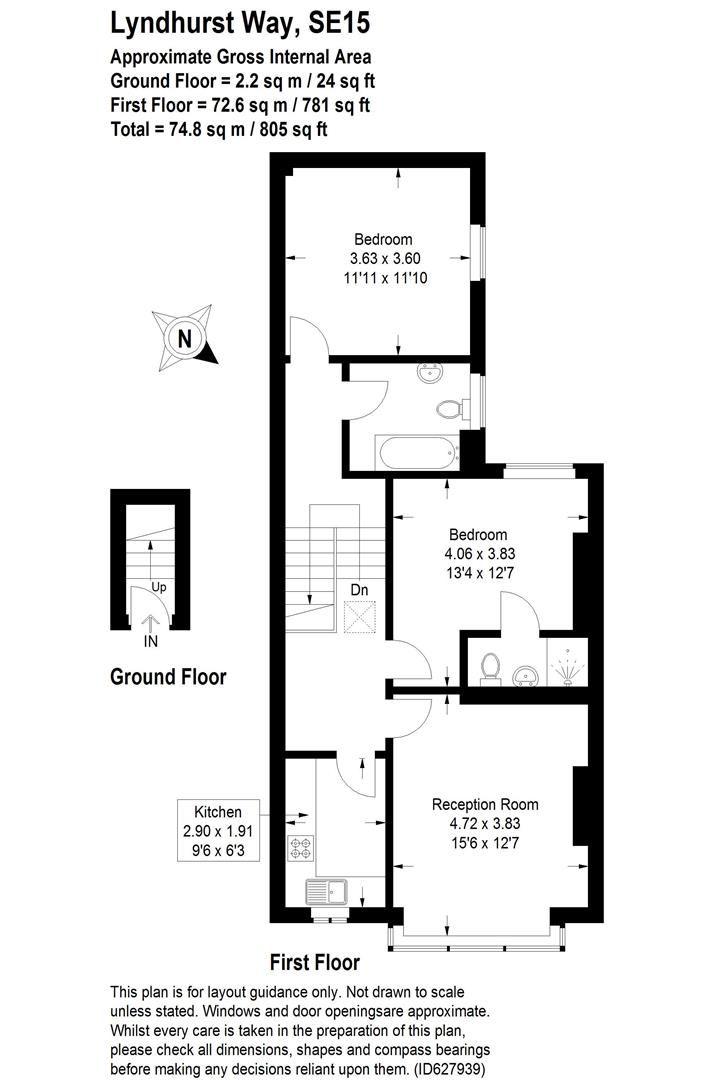 Lyndhurst Way, SE15
Approximate Gross Internal Area
Ground Floor = 2.2 sq m / 24 sq ft
First Floor = 72.6 sq m / 781 sq ft
Total = 74.8 sq m / 805 sq ft
Bedroom
3.63 x 3.60
11'11 x 11'10
N
Bedroom
4.06 x 3.83
13'4 x 12'7
Up
Dn
IN
Ground Floor
Kitchen
2.90 x 1.91
9'6 x 6'3
Reception Room
4.72 x 3.83
15'6 x 12'7
First Floor
This plan is for layout guidance only. Not drawn to scale
unless stated. Windows and door openingsare approximate.
Whilst every care is taken in the preparation of this plan,
please check all dimensions, shapes and compass bearings
before making any decisions reliant upon them. (ID627939)